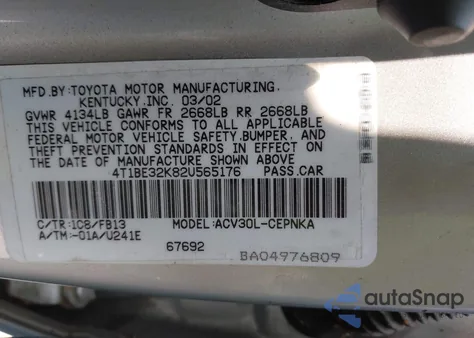 MFD.BY:TOYOTA MOTOR MANUFACTURING,
KENTUCKY,INC. 03/02
GVWR 4134LB GAWR FR 2668LB RR 2668LB
THIS VEHICLE CONFORMS TO ALL APPLICABLE
FEDERAL MOTOR VEHICLE SAFETY,BUMPER, AND
THEFT PREVENTION STANDARDS IN EFFECT ON
THE DATE OF MANUFACTURE SHOWN ABOVE.
4T1BE32K82U565176 PASS.CAR
C/TR:1C8/FB13 MODEL:ACV30L-CEPNKA
A/TM:-01A/U241E
67692
BA04976809
autoSnap